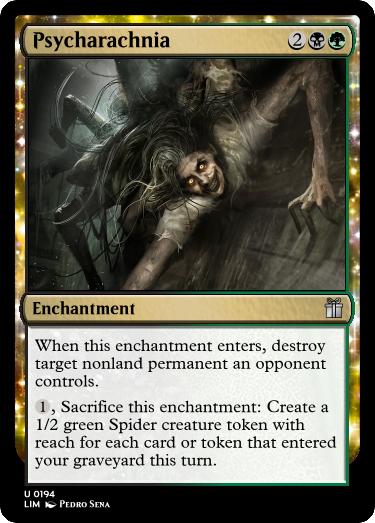 Psycharachnia 2
Enchantment
When this enchantment enters, destroy
target nonland permanent an opponent
controls.
1, Sacrifice this enchantment: Create a
1/2 green Spider creature token with
reach for each card or token that entered
your graveyard this turn.
U 0194
LIM Pedro Sena